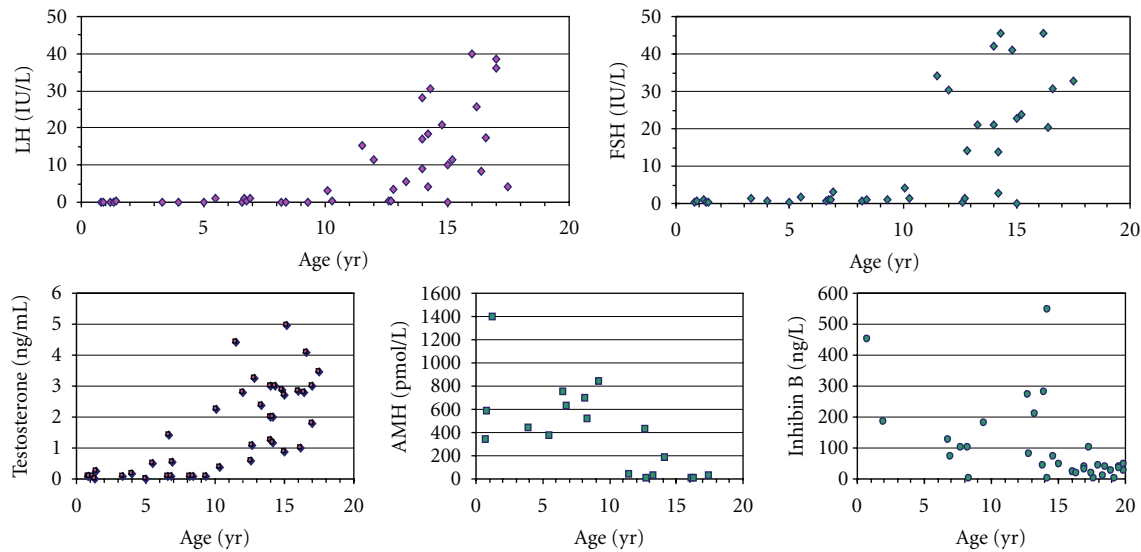 50
40
30
20
10
0
LH (IU/L)
0 5 10 15 20
Age (yr)
50
40
30
20
10
0
FSH (IU/L)
0 5 10 15 20
Age (yr)
6
5
4
3
2
1
0
Testosterone (ng/mL)
0 5 10 15 20
Age (yr)
1600
1400
1200
1000
800
600
400
200
0
AMH (pmol/L)
0 5 10 15 20
Age (yr)
600
500
400
300
200
100
0
Inhibin B (ng/L)
0 5 10 15 20
Age (yr)